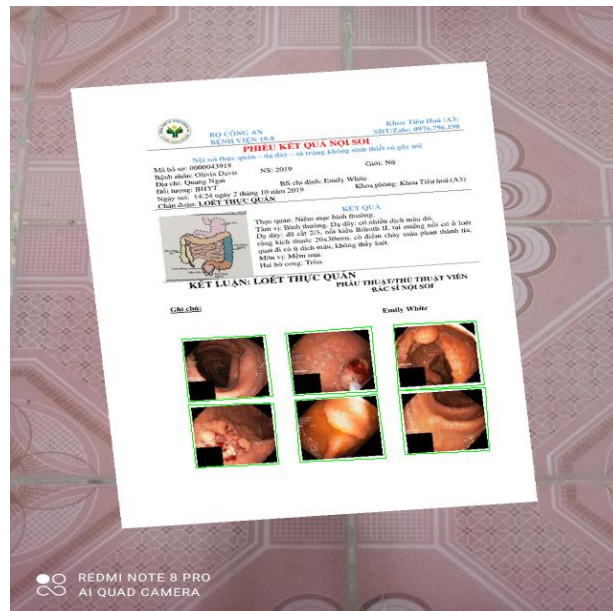 BỘ CÔNG AN
BỆNH VIỆN 19-8
Khoa Tiêu Hoá (A3)
SĐT/Zalo: 0976.796.198
PHIẾU KẾT QUẢ NỘI SOI
Nội soi thực quản – dạ dày – tá tràng không sinh thiết có gây mê
Mã hồ sơ: 0000043918
Bệnh nhân: Olivia Davis NS: 2019 Giới: Nữ
Địa chỉ: Quang Ngai
Đối tượng: BHYT BS chỉ định: Emily White
Ngày soi: 14:24 ngày 2 tháng 10 năm 2019 Khoa phòng: Khoa Tiêu hoá (A3)
Chẩn đoán: LOÉT THỰC QUẢN
KẾT QUẢ
Thực quản: Niêm mạc bình thường.
Tâm vị: Bình thường. Dạ dày: có nhiều dịch máu đỏ.
Dạ dày: đã cắt 2/3, nối kiểu Bilroth II, tại miệng nối có ổ loét
rộng kích thước 20x30mm, có điểm chảy máu phun thành tia,
quai đi có ít dịch máu, không thấy loét.
Môn vị: Mềm mại.
Hai bờ cong: Tròn.
KẾT LUẬN: LOÉT THỰC QUẢN
PHẪU THUẬT/THỦ THUẬT VIÊN
BÁC SĨ NỘI SOI
Ghi chú:
Emily White
REDMI NOTE 8 PRO
AI QUAD CAMERA